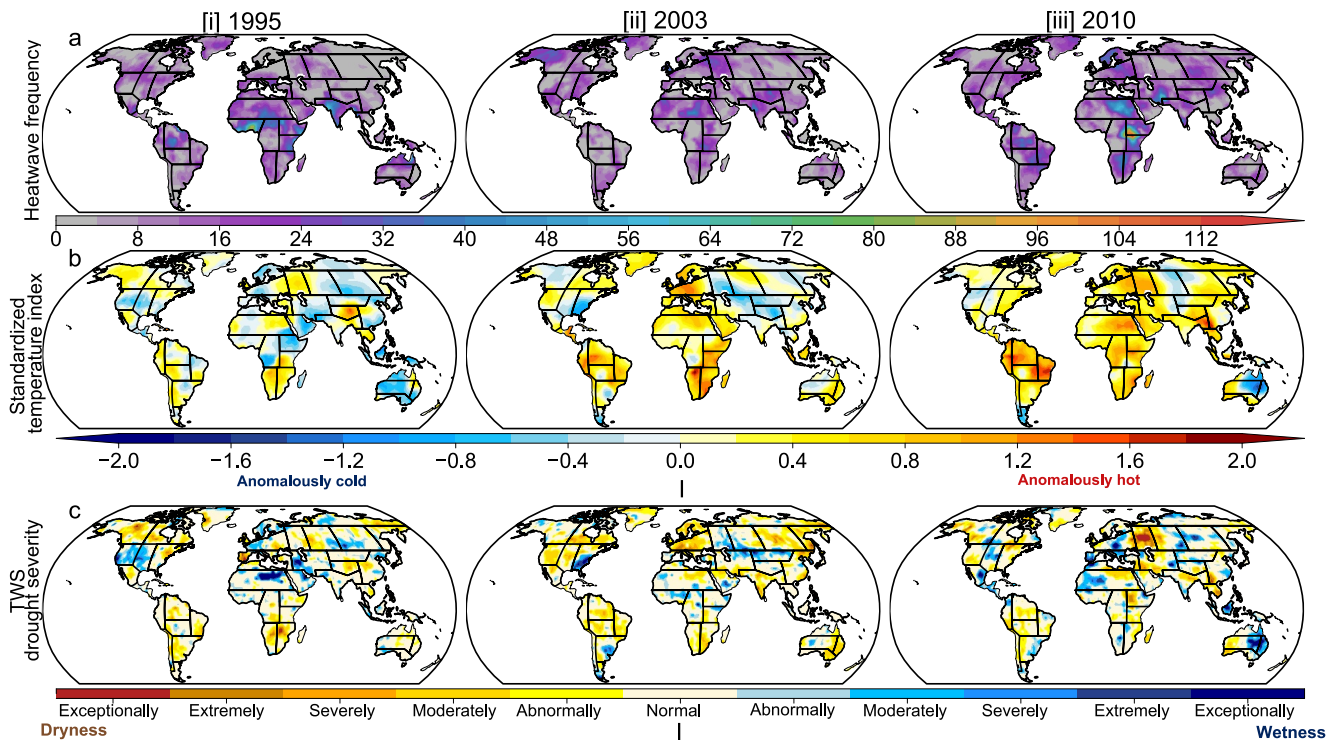 [i] 1995 [ii] 2003 [iii] 2010
a
Heatwave frequency
0 8 16 24 32 40 48 56 64 72 80 88 96 104 112
b
Standardized
temperature index
−2.0 −1.6 −1.2 −0.8 −0.4 0.0 0.4 0.8 1.2 1.6 2.0
Anomalously cold Anomalously hot
c
TWS
drought severity
Exceptionally Extremely Severely Moderately Abnormally Normal Abnormally Moderately Severely Extremely Exceptionally
Dryness Wetness